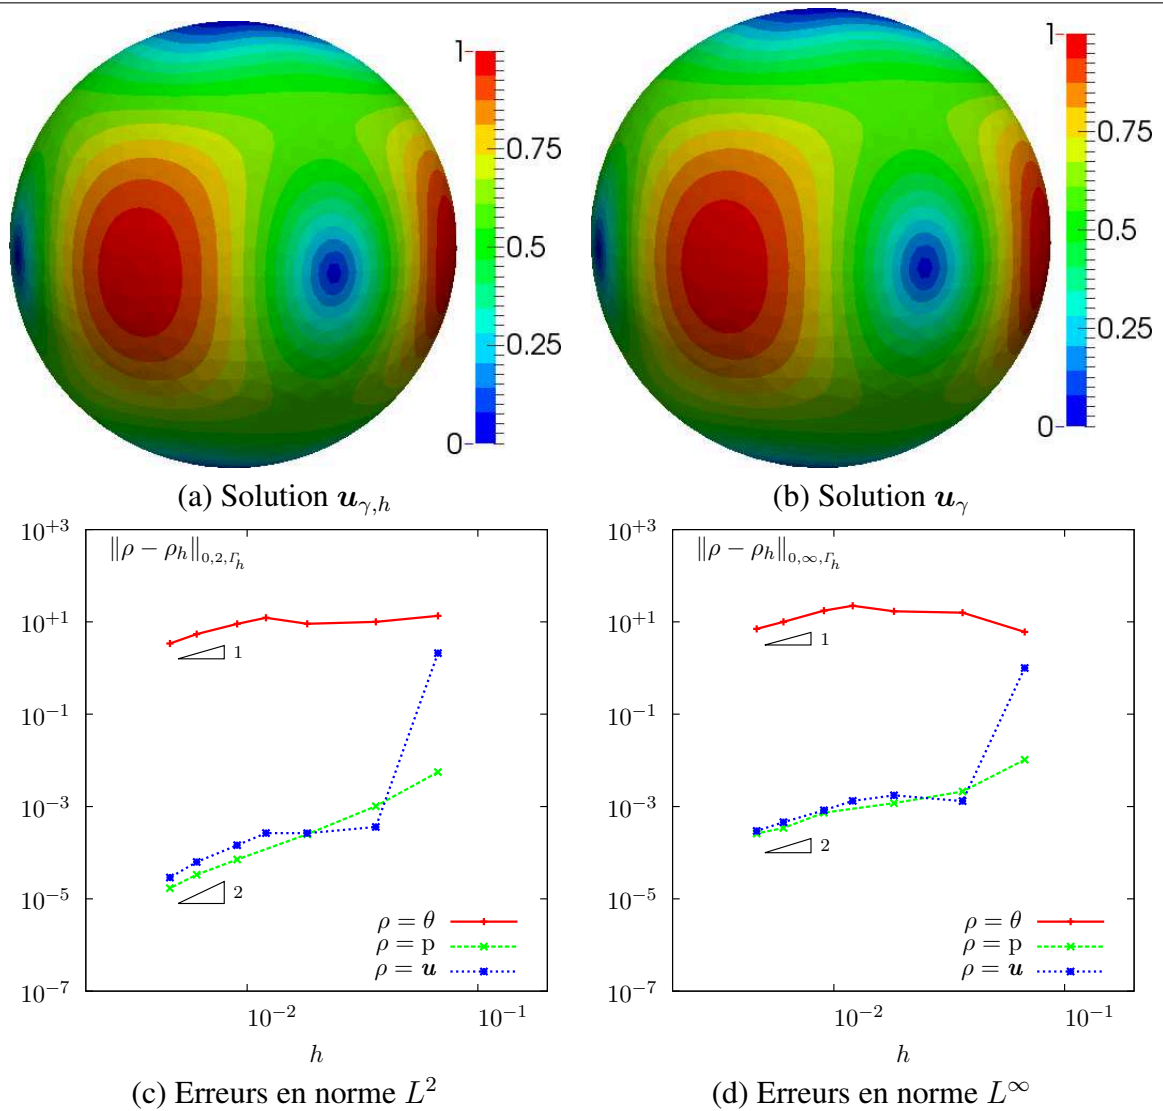 1
0.75
0.5
0.25
0
1
0.75
0.5
0.25
0
(a) Solution 𝒖γ,h
(b) Solution 𝒖γ
‖ρ − ρh‖0,2,Γh
10+3
10+1
10−1
10−3
10−5
10−7
1
2
ρ = θ
ρ = p
ρ = 𝒖
10−2
10−1
h
(c) Erreurs en norme L2
‖ρ − ρh‖0,∞,Γh
10+3
10+1
10−1
10−3
10−5
10−7
1
2
ρ = θ
ρ = p
ρ = 𝒖
10−2
10−1
h
(d) Erreurs en norme L∞